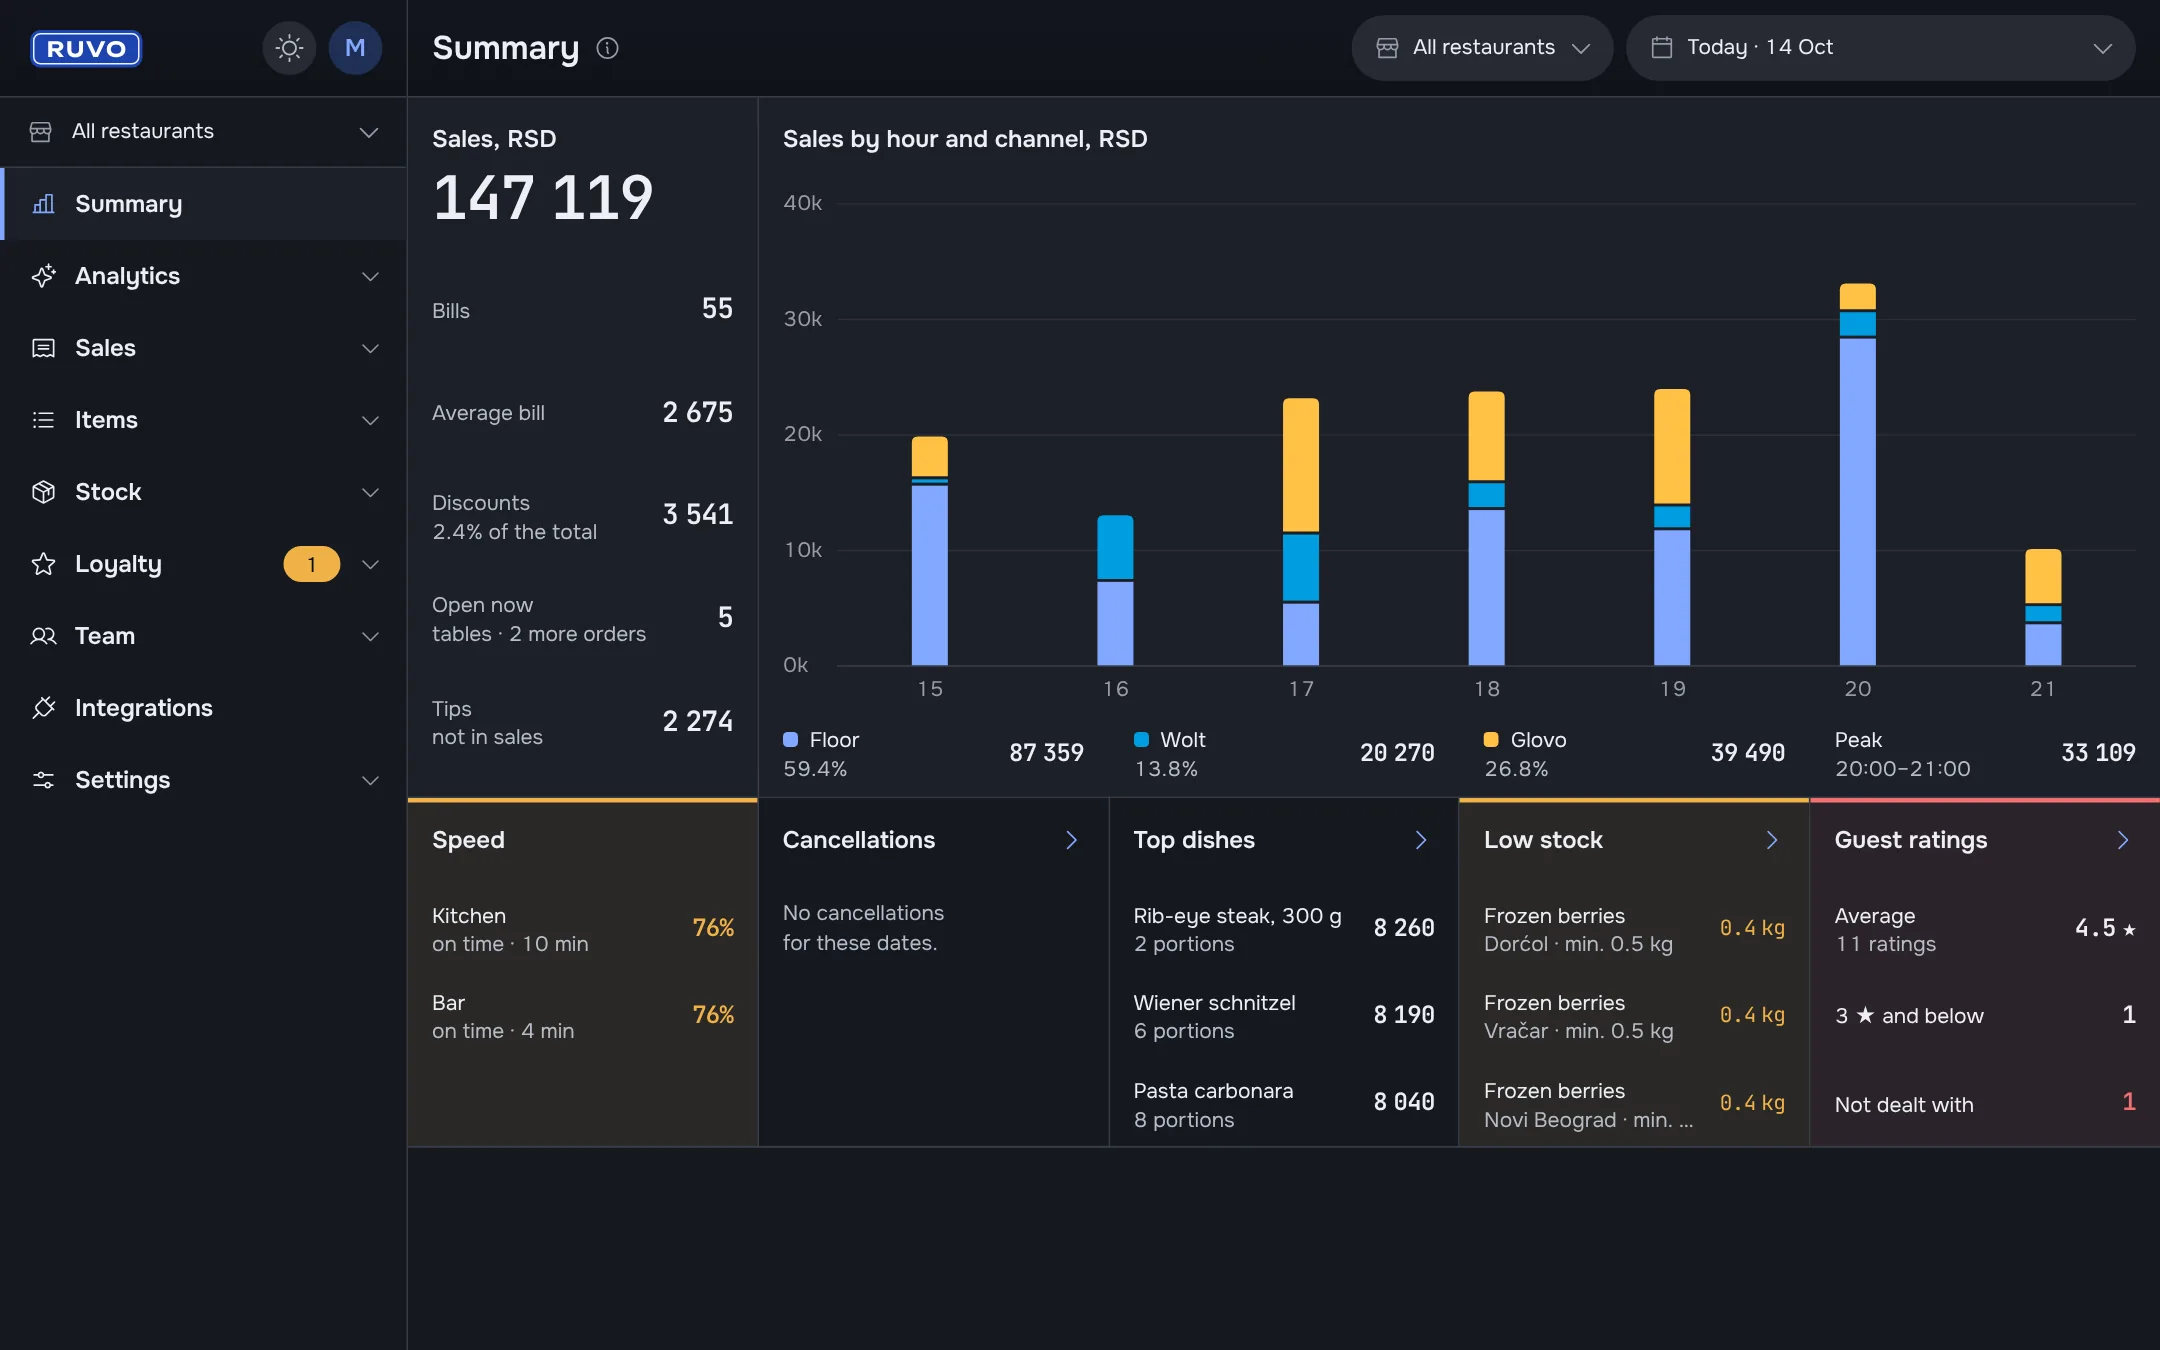 RUVO
M
Summary
All restaurants
Today · 14 Oct
All restaurants
Summary
Analytics
Sales
Items
Stock
Loyalty
1
Team
Integrations
Settings
Sales, RSD
147 119
Bills
55
Average bill
2 675
Discounts
2.4% of the total
3 541
Open now
tables · 2 more orders
5
Tips
not in sales
2 274
Sales by hour and channel, RSD
40k
30k
20k
10k
0k
15 16 17 18 19 20 21
Floor
59.4%
87 359
Wolt
13.8%
20 270
Glovo
26.8%
39 490
Peak
20:00–21:00
33 109
Speed
Kitchen
on time · 10 min
76%
Bar
on time · 4 min
76%
Cancellations
No cancellations
for these dates.
Top dishes
Rib-eye steak, 300 g
2 portions
8 260
Wiener schnitzel
6 portions
8 190
Pasta carbonara
8 portions
8 040
Low stock
Frozen berries
Dorćol · min. 0.5 kg
0.4 kg
Frozen berries
Vračar · min. 0.5 kg
0.4 kg
Frozen berries
Novi Beograd · min. ...
0.4 kg
Guest ratings
Average
11 ratings
4.5 ★
3 ★ and below
1
Not dealt with
1